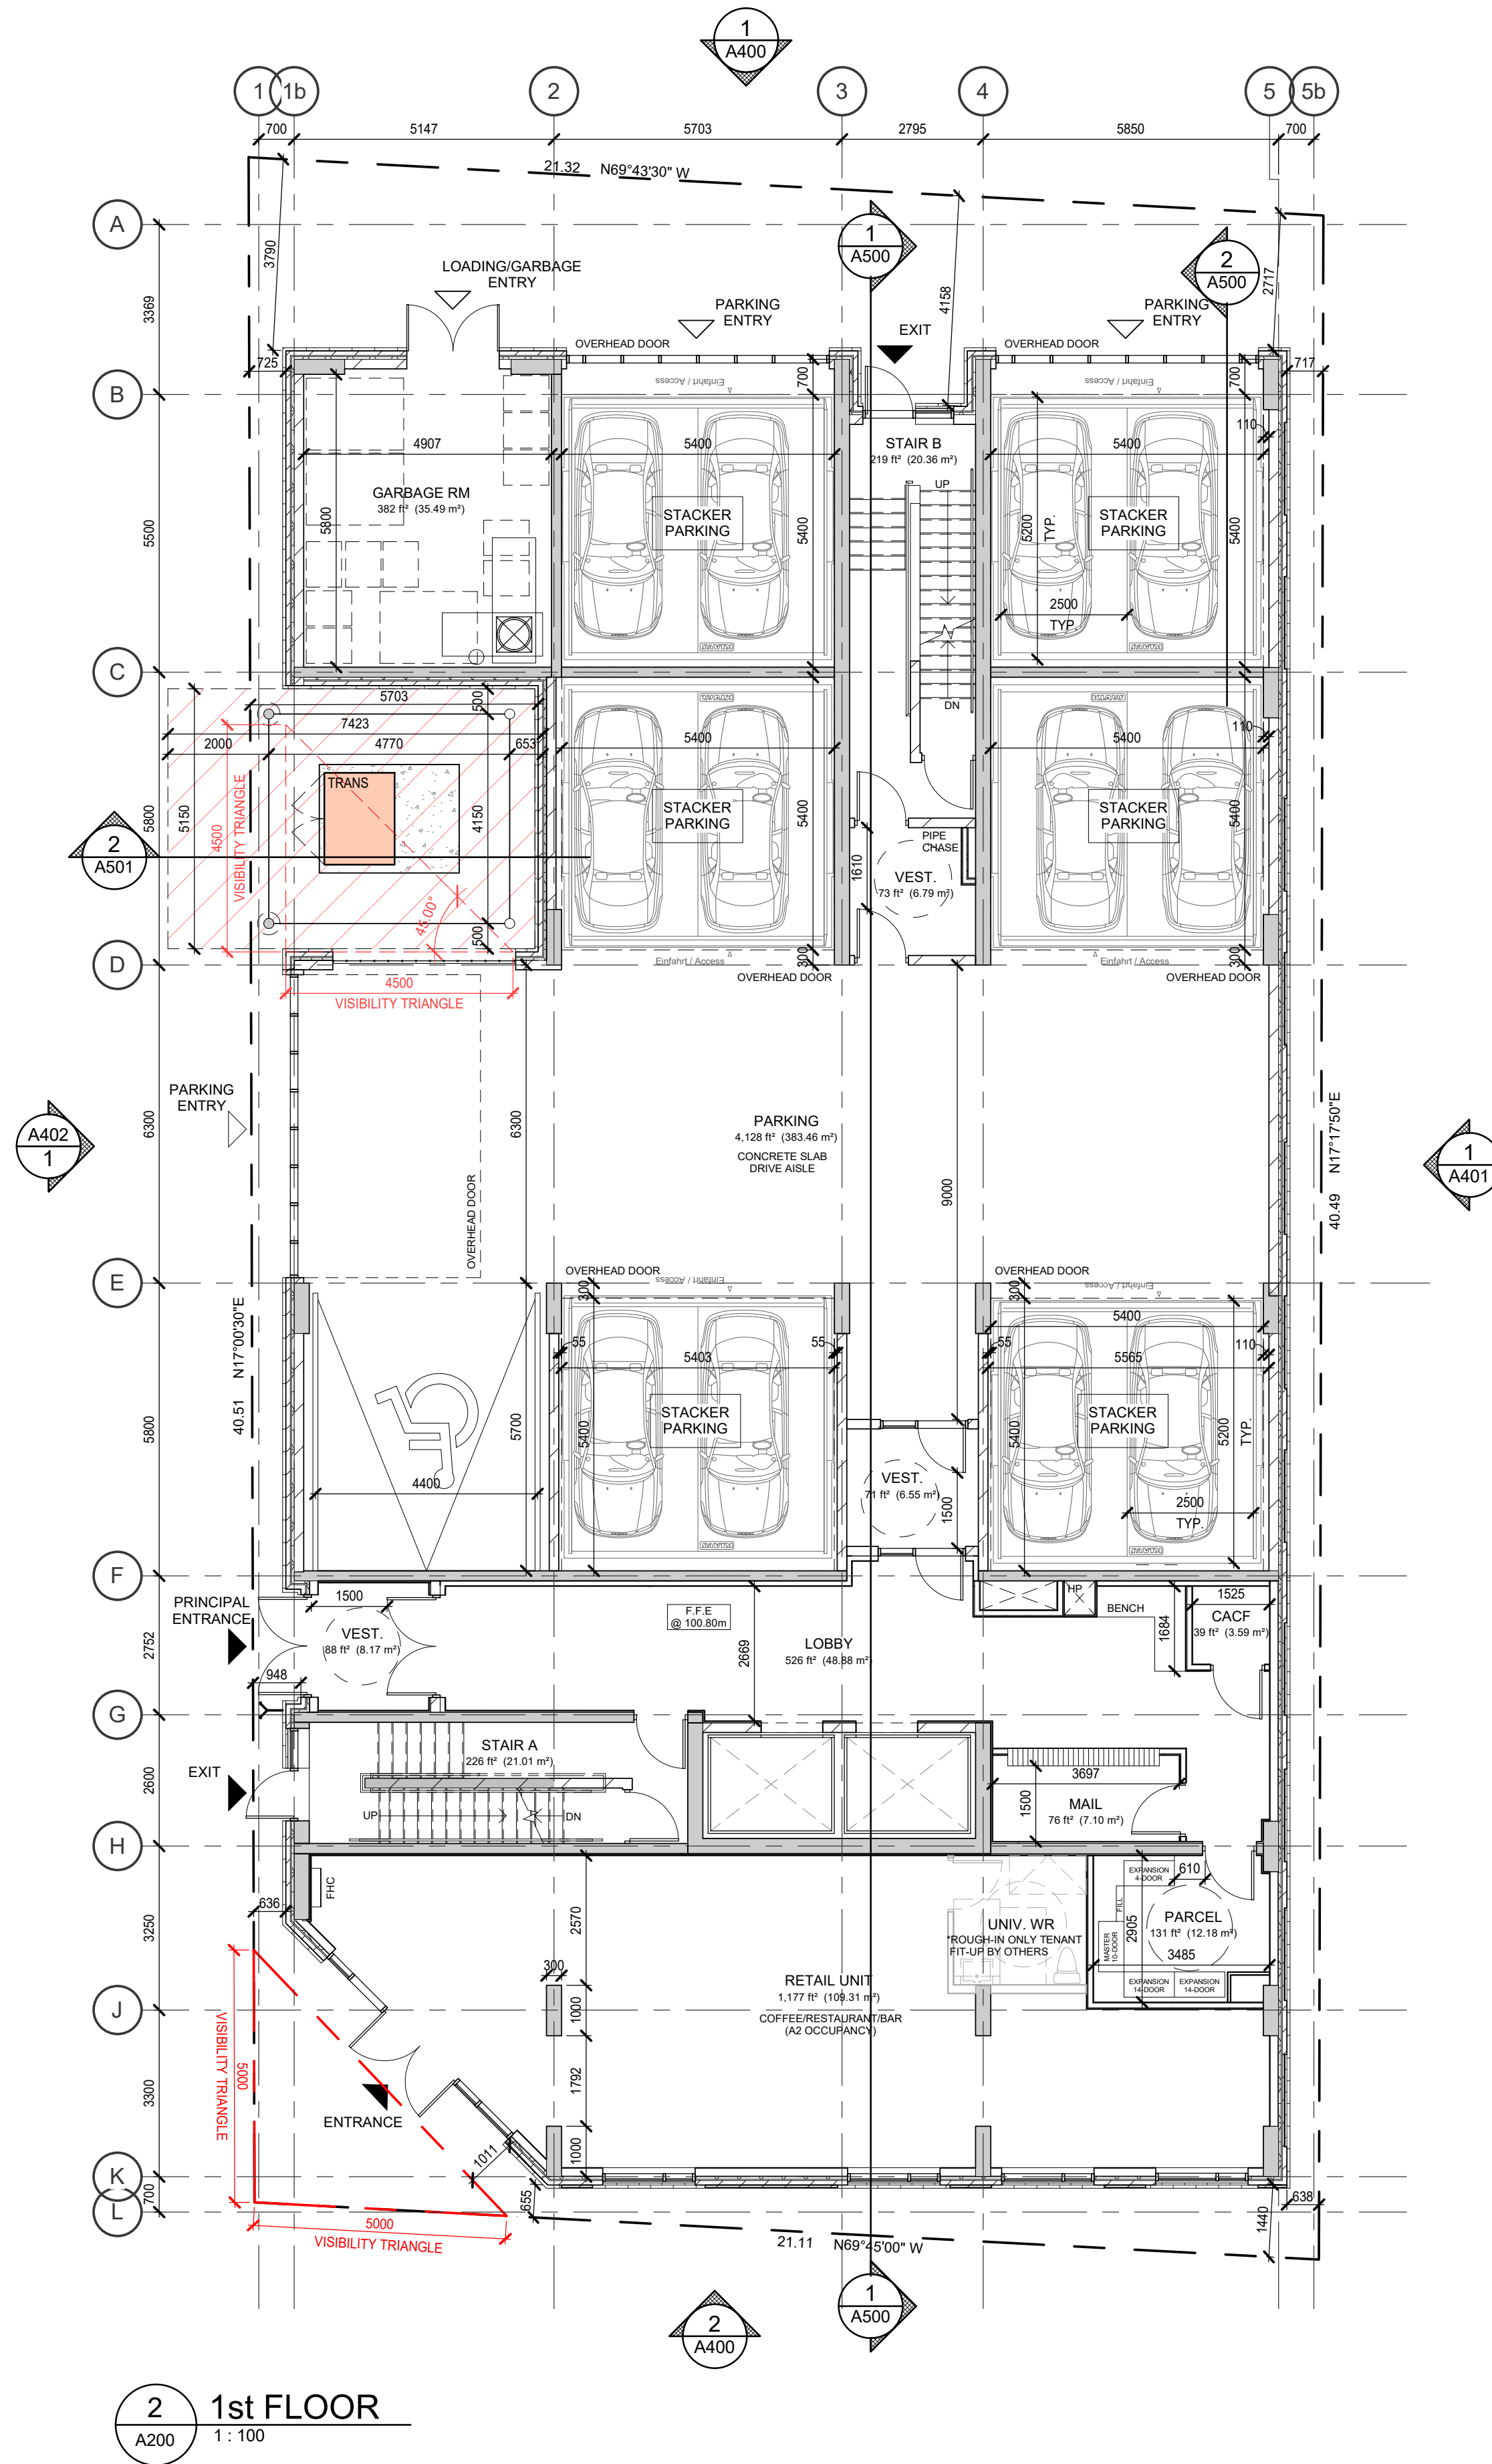 1
A400
1
1b
2
3
4
5
5b
700
5147
5703
2795
5850
700
21.32 N69°43'30" W
A
3790
LOADING/GARBAGE
ENTRY
1
A500
2
A500
4158
2717
3369
PARKING
ENTRY
EXIT
PARKING
ENTRY
OVERHEAD DOOR
OVERHEAD DOOR
725
717
B
700
700
Einfahrt / Access
Einfahrt / Access
110
4907
5400
STAIR B
219 ft² (20.36 m²)
5400
GARBAGE RM
382 ft² (35.49 m²)
UP
5500
5800
STACKER
PARKING
5400
5200
TYP.
STACKER
PARKING
5400
2500
TYP.
C
5703
500
7423
2000
4770
653
DN
110
5400
5400
TRANS
4500
VISIBILITY TRIANGLE
5800
5150
4150
STACKER
PARKING
5400
STACKER
PARKING
5400
2
A501
PIPE
CHASE
1610
VEST.
73 ft² (6.79 m²)
45.00°
500
D
300
300
Einfahrt / Access
Einfahrt / Access
OVERHEAD DOOR
OVERHEAD DOOR
4500
VISIBILITY TRIANGLE
PARKING
ENTRY
A402
1
6300
6300
PARKING
4,128 ft² (383.46 m²)
CONCRETE SLAB
DRIVE AISLE
1
A401
40.49 N17°17'50"E
OVERHEAD DOOR
9000
E
OVERHEAD DOOR
OVERHEAD DOOR
Einfahrt / Access
Einfahrt / Access
300
300
40.51 N17°00'30"E
5400
55
55
55
110
5403
5565
5800
5700
STACKER
PARKING
5400
STACKER
PARKING
5400
5200
TYP.
4400
VEST.
71 ft² (6.55 m²)
1500
2500
TYP.
F
PRINCIPAL
ENTRANCE
1500
VEST.
88 ft² (8.17 m²)
F.F.E
@ 100.80m
HP
BENCH
1525
CACF
39 ft² (3.59 m²)
1684
2752
LOBBY
526 ft² (48.88 m²)
2669
948
G
STAIR A
226 ft² (21.01 m²)
EXIT
2600
UP
DN
3697
1500
MAIL
76 ft² (7.10 m²)
H
FHC
636
EXPANSION
4-DOOR
610
FILL
3250
2570
UNIV. WR
*ROUGH-IN ONLY TENANT
FIT-UP BY OTHERS
MASTER
10-DOOR
2905
PARCEL
131 ft² (12.18 m²)
3485
300
RETAIL UNIT
1,177 ft² (109.31 m²)
EXPANSION
14-DOOR
EXPANSION
14-DOOR
J
1000
COFFEE/RESTAURANT/BAR
(A2 OCCUPANCY)
VISIBILITY TRIANGLE
5000
3300
1792
ENTRANCE
1011
1000
K
700
655
638
L
5000
VISIBILITY TRIANGLE
1440
21.11 N69°45'00" W
1
A500
2
A400
2
A200
1st FLOOR
1 : 100